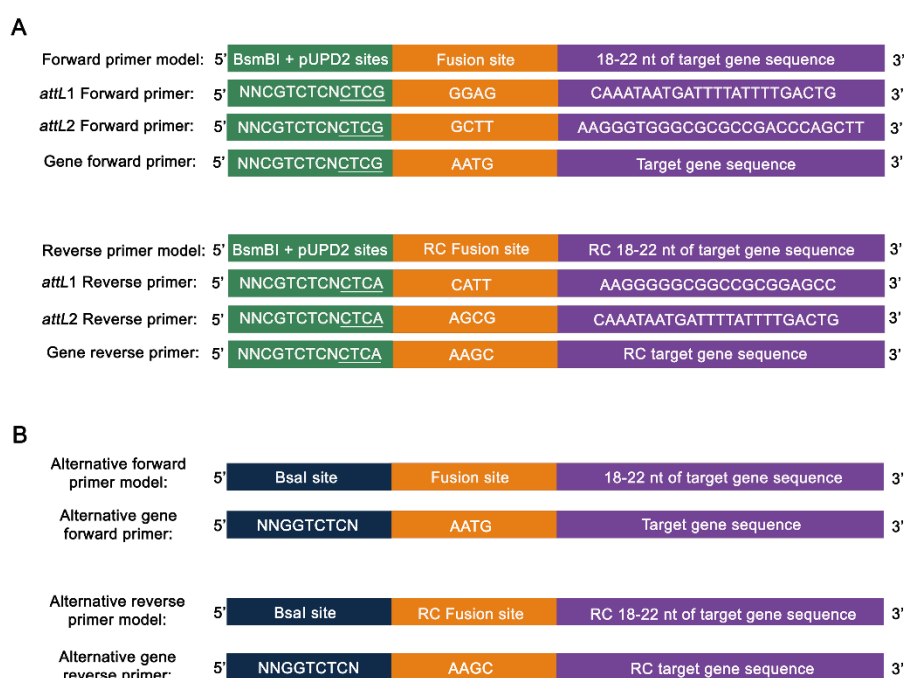 A
Forward primer model: 5' BsmBI + pUPD2 sites Fusion site 18-22 nt of target gene sequence 3'
attL1 Forward primer: 5' NNCGTCTCNCTCG GGAG CAAATAATGATTTTATTTTGACTG 3'
attL2 Forward primer: 5' NNCGTCTCNCTCG GCTT AAGGGTGGGCGCGCCGACCCAGCTT 3'
Gene forward primer: 5' NNCGTCTCNCTCG AATG Target gene sequence 3'
Reverse primer model: 5' BsmBI + pUPD2 sites RC Fusion site RC 18-22 nt of target gene sequence 3'
attL1 Reverse primer: 5' NNCGTCTCNCTCA CATT AAGGGGGCGGCCGCGGAGCC 3'
attL2 Reverse primer: 5' NNCGTCTCNCTCA AGCG CAAATAATGATTTTATTTTGACTG 3'
Gene reverse primer: 5' NNCGTCTCNCTCA AAGC RC target gene sequence 3'
B
Alternative forward
primer model: 5' BsaI site Fusion site 18-22 nt of target gene sequence 3'
Alternative gene
forward primer: 5' NNGGTCTCN AATG Target gene sequence 3'
Alternative reverse
primer model: 5' BsaI site RC Fusion site RC 18-22 nt of target gene sequence 3'
Alternative gene
reverse primer: 5' NNGGTCTCN AAGC RC target gene sequence 3'